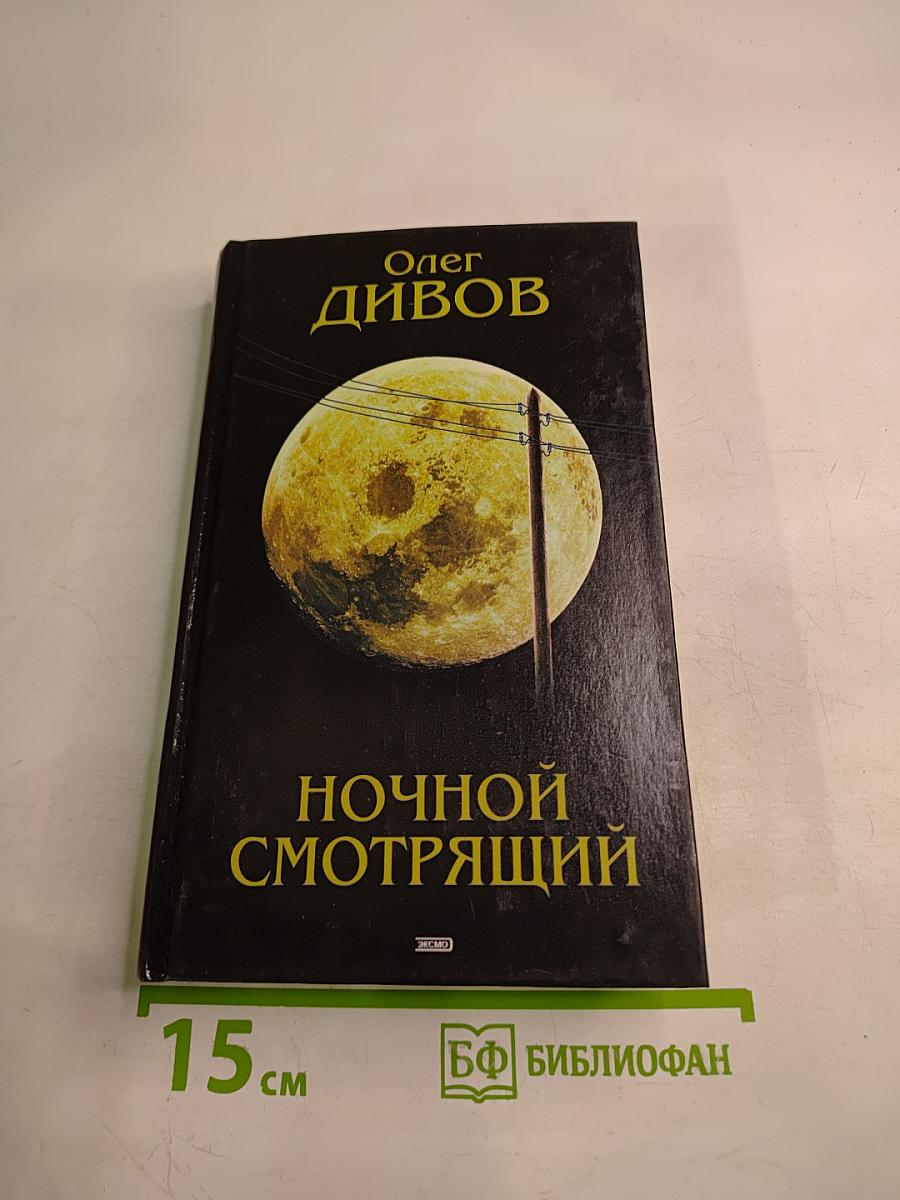 Олег
ДИВОВ
НОЧНОЙ
СМОТРЯЩИЙ
ЭКСМО
15 см
БФ БИБЛИОФАН